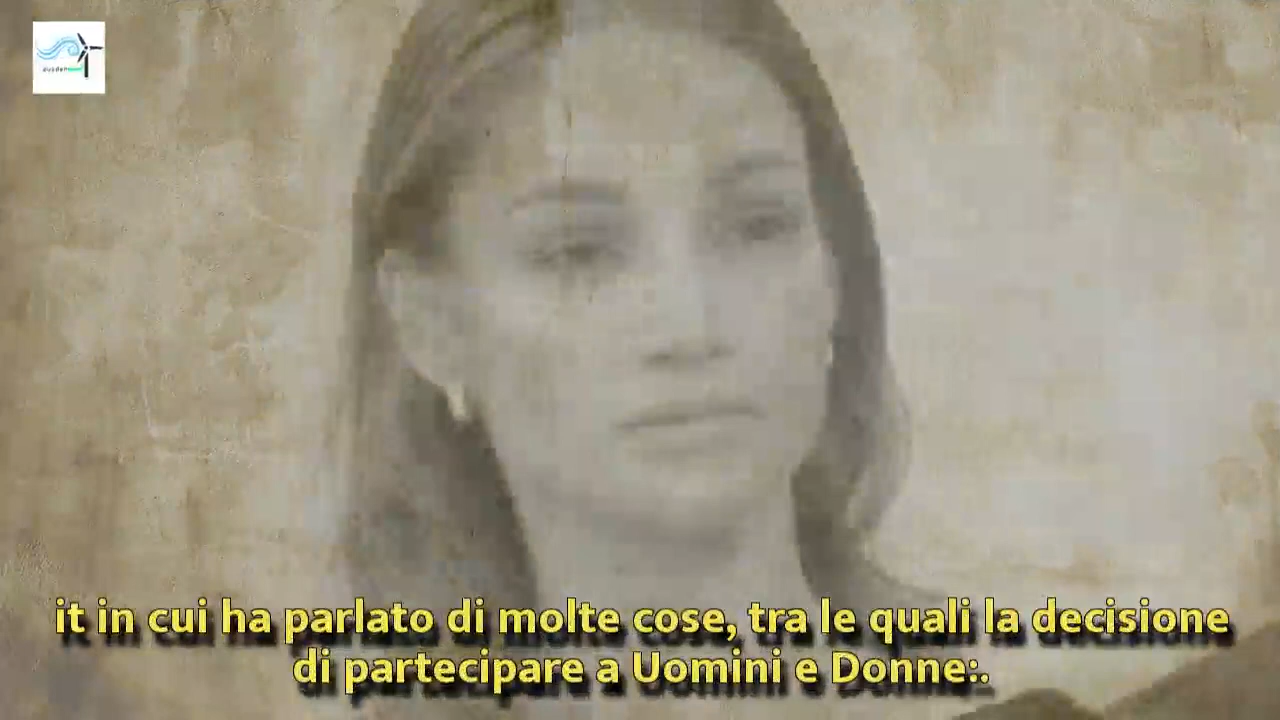 it in cui ha parlato di molte cose, tra le quali la decisione
di partecipare a Uomini e Donne:.